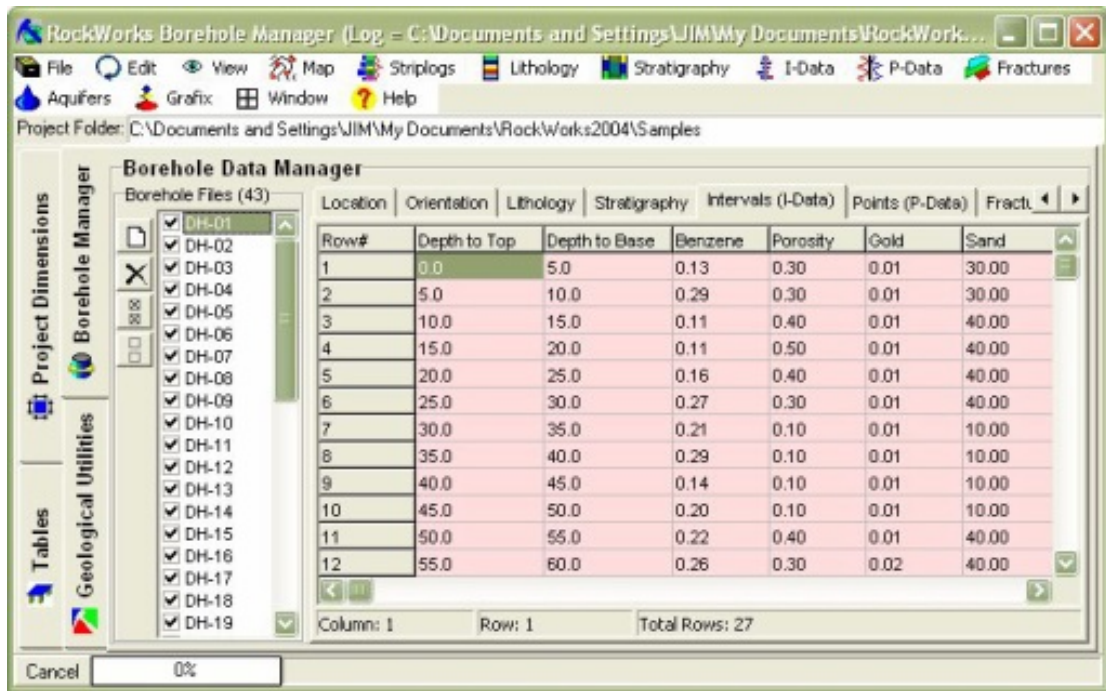 RockWorks Borehole Manager (Log = C:\Documents and Settings\JIM\My Documents\RockWork...
File Edit View Map Striplogs Lithology Stratigraphy I-Data P-Data Fractures
Aquifers Grafix Window Help
Project Folder: C:\Documents and Settings\JIM\My Documents\RockWorks2004\Samples
Project Dimensions
Tables
Borehole Manager
Geological Utilities
Borehole Data Manager
Borehole Files (43)
DH-01
DH-02
DH-03
DH-04
DH-05
DH-06
DH-07
DH-08
DH-09
DH-10
DH-11
DH-12
DH-13
DH-14
DH-15
DH-16
DH-17
DH-18
DH-19
Location Orientation Lithology Stratigraphy Intervals (I-Data) Points (P-Data) Fractu
Row# Depth to Top Depth to Base Benzene Porosity Gold Sand
1 0.0 5.0 0.13 0.30 0.01 30.00
2 5.0 10.0 0.29 0.30 0.01 30.00
3 10.0 15.0 0.11 0.40 0.01 40.00
4 15.0 20.0 0.11 0.50 0.01 40.00
5 20.0 25.0 0.16 0.40 0.01 40.00
6 25.0 30.0 0.27 0.30 0.01 40.00
7 30.0 35.0 0.21 0.10 0.01 10.00
8 35.0 40.0 0.29 0.10 0.01 10.00
9 40.0 45.0 0.14 0.10 0.01 10.00
10 45.0 50.0 0.20 0.10 0.01 10.00
11 50.0 55.0 0.22 0.40 0.01 40.00
12 55.0 60.0 0.26 0.30 0.02 40.00
Column: 1 Row: 1 Total Rows: 27
Cancel 0%